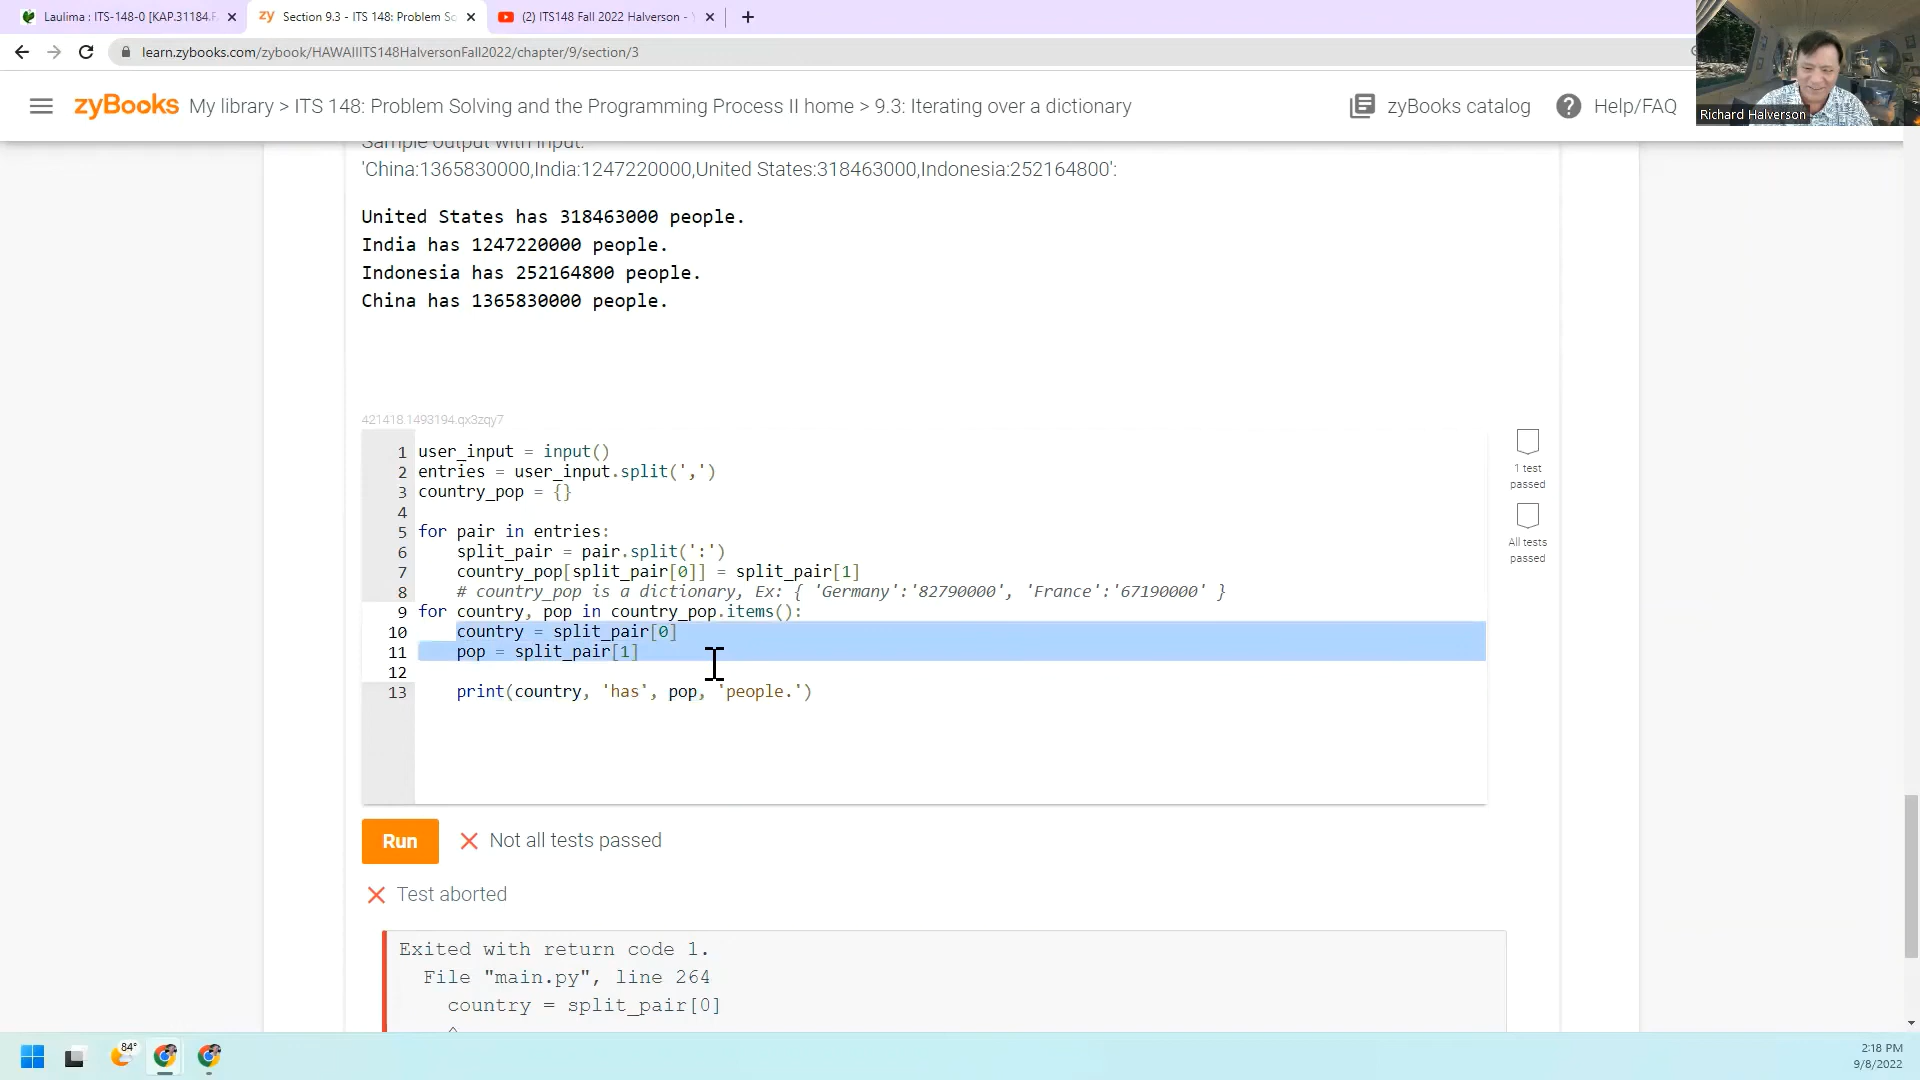 Laulima : ITS-148-0 [KAP.31184.F
Section 9.3 - ITS 148: Problem So
(2) ITS148 Fall 2022 Halverson -
learn.zybooks.com/zybook/HAWAIIITS148HalversonFall2022/chapter/9/section/3
zyBooks My library > ITS 148: Problem Solving and the Programming Process II home > 9.3: Iterating over a dictionary
zyBooks catalog
Help/FAQ
Richard Halverson
Sample output with input:
'China:1365830000,India:1247220000,United States:318463000,Indonesia:252164800':
United States has 318463000 people.
India has 1247220000 people.
Indonesia has 252164800 people.
China has 1365830000 people.
421418.1493194.qx3zqy7
1 user_input = input()
2 entries = user_input.split(',')
3 country_pop = {}
4
5 for pair in entries:
6     split_pair = pair.split(':')
7     country_pop[split_pair[0]] = split_pair[1]
8     # country_pop is a dictionary, Ex: { 'Germany':'82790000', 'France':'67190000' }
9 for country, pop in country_pop.items():
10     country = split_pair[0]
11     pop = split_pair[1]
12
13     print(country, 'has', pop, 'people.')
1 test
passed
All tests
passed
Run
Not all tests passed
Test aborted
Exited with return code 1.
File "main.py", line 264
country = split_pair[0]
^
84°
2:18 PM
9/8/2022